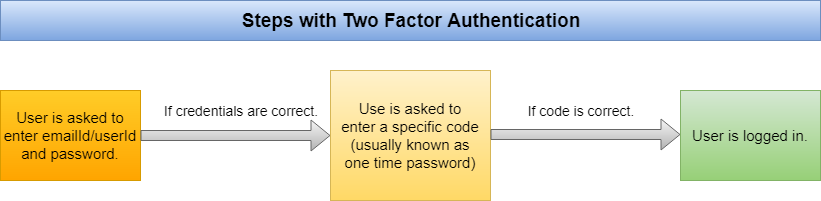 Steps with Two Factor Authentication
User is asked to
enter emailId/userId
and password.
If credentials are correct.
Use is asked to
enter a specific code
(usually known as
one time password)
If code is correct.
User is logged in.